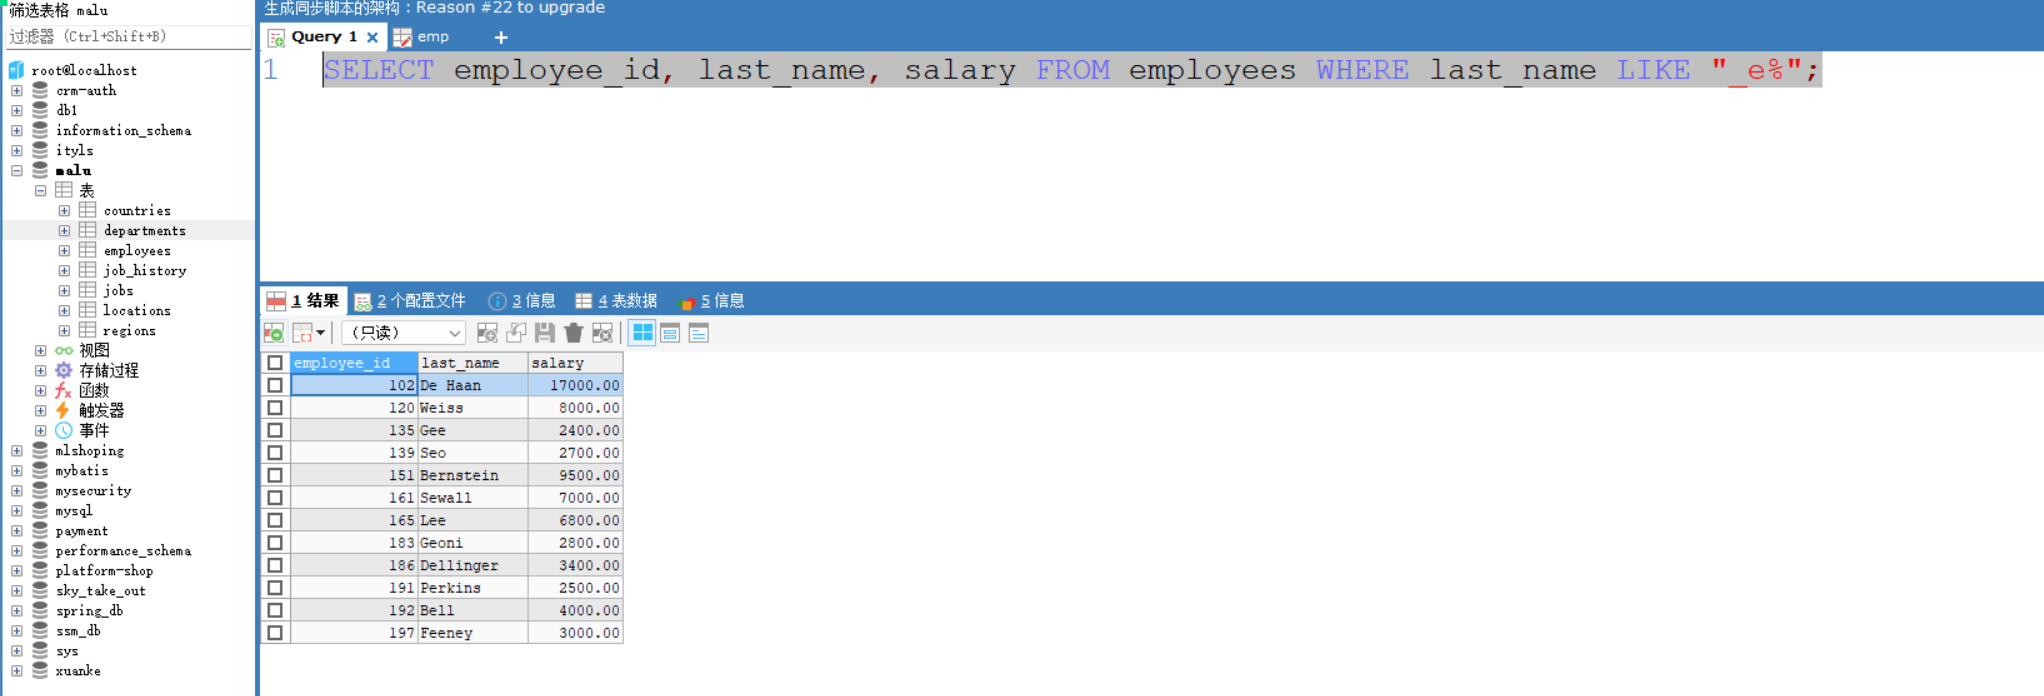 筛选表格 malu
过滤器 (Ctrl+Shift+B)
root@localhost
crm-auth
db1
information_schema
ityls
malu
表
countries
departments
employees
job_history
jobs
locations
regions
视图
存储过程
函数
触发器
事件
mlshoping
mybatis
mysecurity
mysql
payment
performance_schema
platform-shop
sky_take_out
spring_db
ssm_db
sys
xuanke
生成同步脚本的架构：Reason #22 to upgrade
Query 1 × emp +
1 SELECT employee_id, last_name, salary FROM employees WHERE last_name LIKE "_e%";
1 结果 2 个配置文件 3 信息 4 表数据 5 信息
(只读)
employee_id last_name salary
102 De Haan 17000.00
120 Weiss 8000.00
135 Gee 2400.00
139 Seo 2700.00
151 Bernstein 9500.00
161 Sewall 7000.00
165 Lee 6800.00
183 Geoni 2800.00
186 Dellinger 3400.00
191 Perkins 2500.00
192 Bell 4000.00
197 Feeney 3000.00